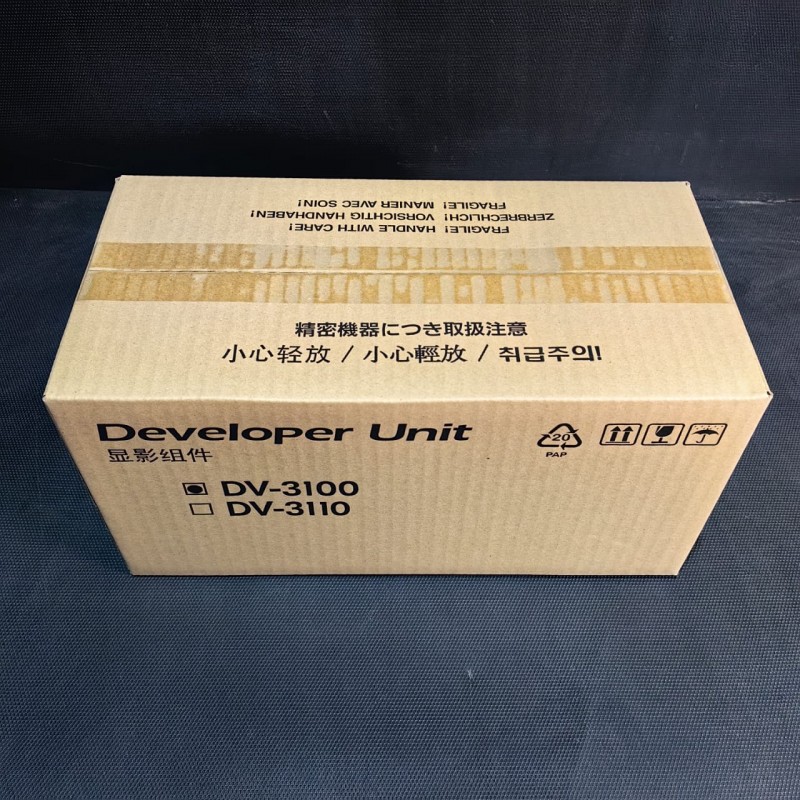 FRAGILE! HANDLE WITH CARE!
ZERBRECHLICH! VORSICHTIG HANDHABEN!
FRAGILE! MANIER AVEC SOIN!
精密機器につき取扱注意
小心轻放 / 小心輕放 / 취급주의!
Developer Unit
显影组件
DV-3100
DV-3110
20
PAP